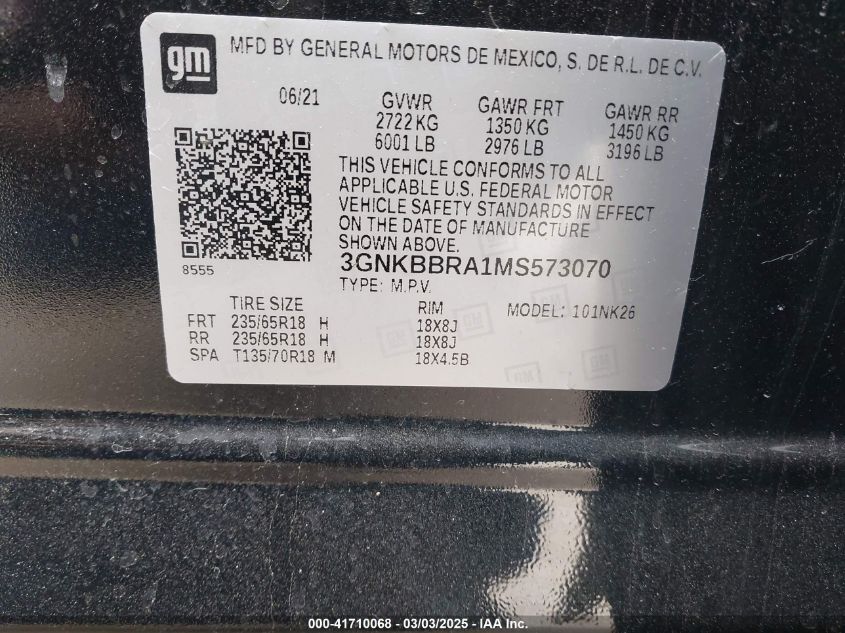 gm
MFD BY GENERAL MOTORS DE MEXICO, S. DE R.L. DE C.V.
06/21 GVWR GAWR FRT GAWR RR
2722 KG 1350 KG 1450 KG
6001 LB 2976 LB 3196 LB
THIS VEHICLE CONFORMS TO ALL
APPLICABLE U.S. FEDERAL MOTOR
VEHICLE SAFETY STANDARDS IN EFFECT
ON THE DATE OF MANUFACTURE
SHOWN ABOVE.
8555
3GNKBBRA1MS573070
TYPE: M.P.V.
TIRE SIZE RIM MODEL: 101NK26
FRT 235/65R18 H 18X8J
RR 235/65R18 H 18X8J
SPA T135/70R18 M 18X4.5B
000-41710068 - 03/03/2025 - IAA Inc.